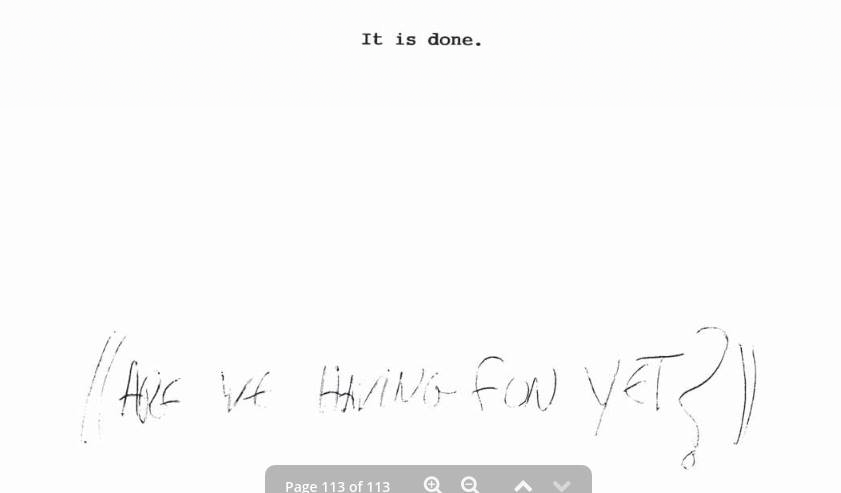 It is done.
((ARE WE HAVING FUN YET?))
Page 113 of 113